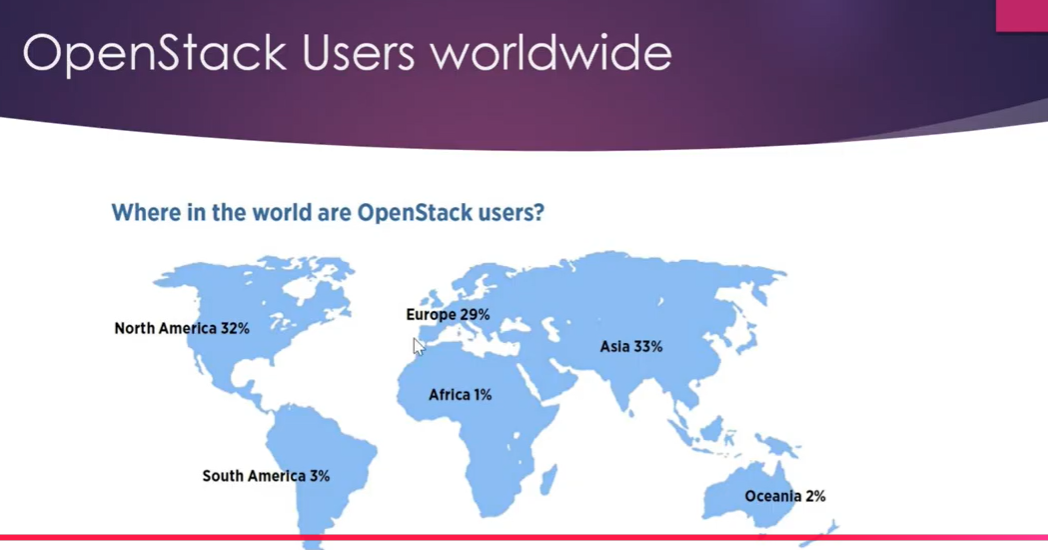 OpenStack Users worldwide
Where in the world are OpenStack users?
North America 32%
Europe 29%
Asia 33%
Africa 1%
South America 3%
Oceania 2%